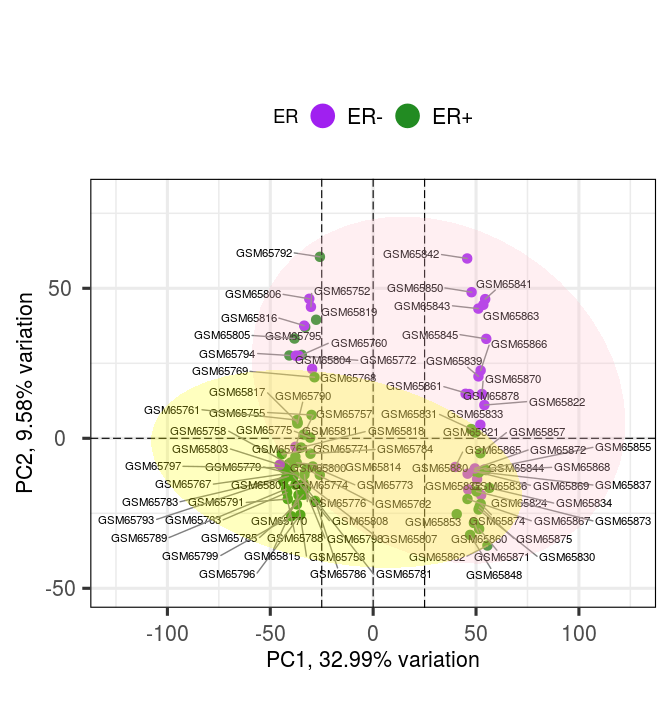 ER ER- ER+
GSM65792 GSM65842
GSM65850 GSM65841
GSM65806 GSM65752
GSM65843 GSM65863
GSM65816 GSM65819
GSM65805 GSM65795 GSM65760 GSM65845 GSM65866
GSM65794 GSM65804 GSM65772 GSM65839
GSM65769 GSM65768 GSM65861 GSM65870
GSM65817 GSM65790 GSM65878 GSM65822
GSM65761 GSM65755 GSM65757 GSM65831 GSM65833
GSM65758 GSM65775 GSM65811 GSM65818 GSM65857
GSM65803 GSM65771 GSM65784 GSM65865 GSM65872 GSM65855
GSM65797 GSM65779 GSM65800 GSM65814 GSM65844 GSM65868
GSM65767 GSM65801 GSM65774 GSM65773 GSM65836 GSM65869 GSM65837
GSM65783 GSM65791 GSM65776 GSM65762 GSM65824 GSM65834
GSM65793 GSM65763 GSM65770 GSM65808 GSM65853 GSM65874 GSM65867 GSM65873
GSM65789 GSM65785 GSM65788 GSM65807 GSM65860 GSM65875
GSM65799 GSM65815 GSM65753 GSM65862 GSM65871 GSM65830
GSM65796 GSM65786 GSM65781 GSM65848
50
0
-50
PC2, 9.58% variation
-100 -50 0 50 100
PC1, 32.99% variation